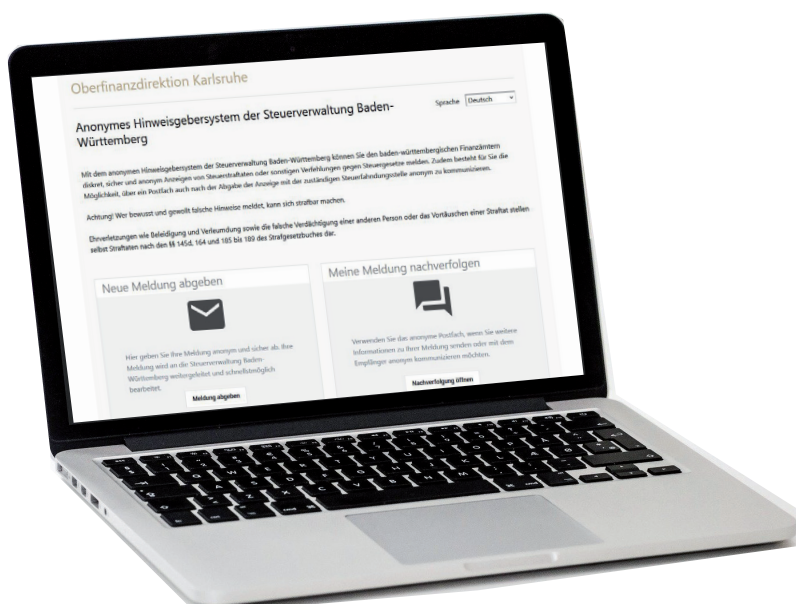 Oberfinanzdirektion Karlsruhe
Anonymes Hinweisgebersystem der Steuerverwaltung Baden-
Württemberg
Sprache Deutsch
Mit dem anonymen Hinweisgebersystem der Steuerverwaltung Baden-Württemberg können Sie den baden-württembergischen Finanzämtern
diskret, sicher und anonym Anzeigen von Steuerstraftaten oder sonstigen Verfehlungen gegen Steuergesetze melden. Zudem besteht für Sie die
Möglichkeit, über ein Postfach auch nach der Abgabe der Anzeige mit der zuständigen Steuerfahndungsstelle anonym zu kommunizieren.
Achtung! Wer bewusst und gewollt falsche Hinweise meldet, kann sich strafbar machen.
Ehrverletzungen wie Beleidigung und Verleumdung sowie die falsche Verdächtigung einer anderen Person oder das Vortäuschen einer Straftat stellen
selbst Straftaten nach den §§ 145d, 164 und 185 bis 189 des Strafgesetzbuches dar.
Neue Meldung abgeben
Hier geben Sie Ihre Meldung anonym und sicher ab. Ihre
Meldung wird an die Steuerverwaltung Baden-
Württemberg weitergeleitet und schnellstmöglich
bearbeitet.
Meldung abgeben
Meine Meldung nachverfolgen
Verwenden Sie das anonyme Postfach, wenn Sie weitere
Informationen zu Ihrer Meldung senden oder mit dem
Empfänger anonym kommunizieren möchten.
Nachverfolgung öffnen